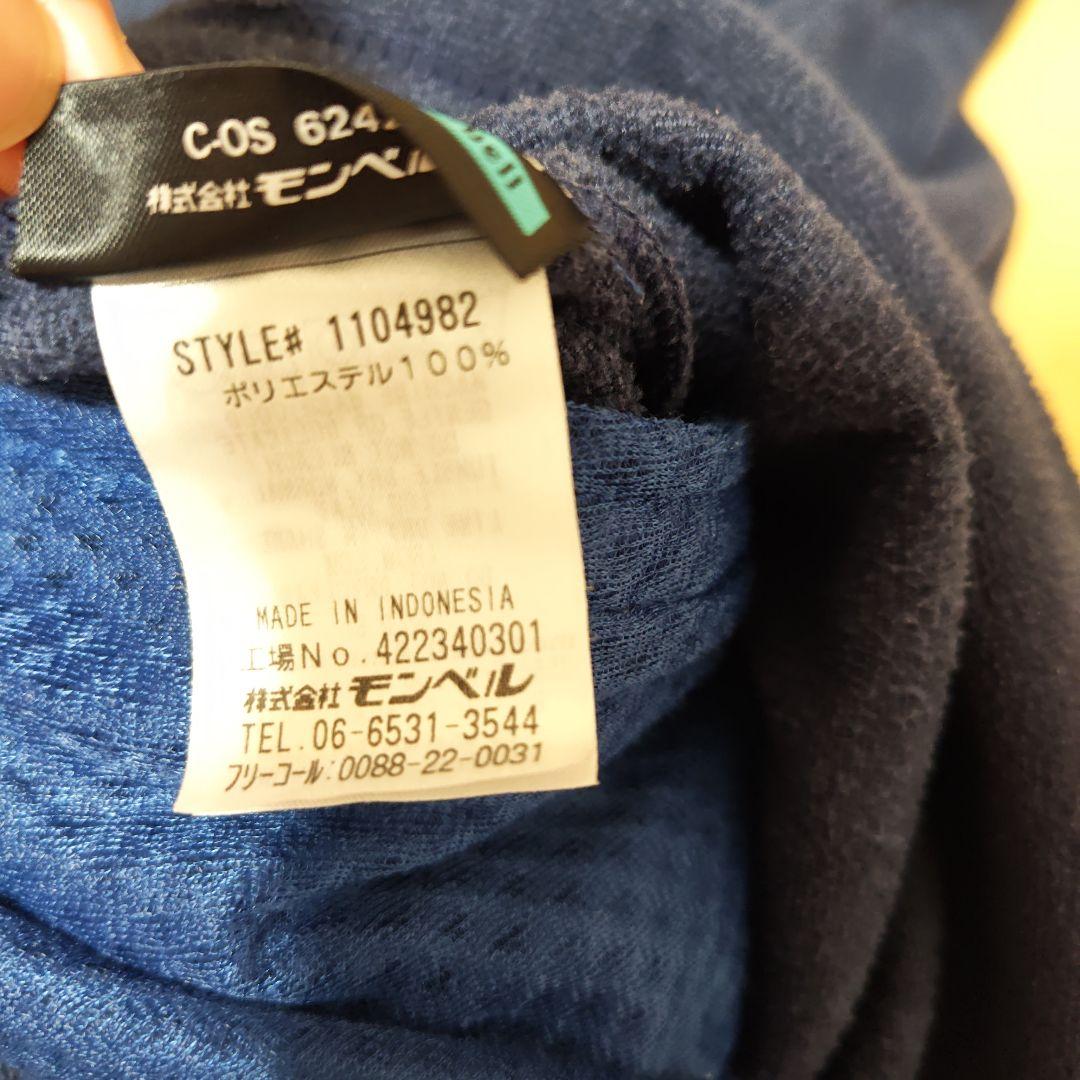 C-OS 624
株式会社モンベル
STYLE# 1104982
ポリエステル100%
MADE IN INDONESIA
工場No.422340301
株式会社モンベル
TEL.06-6531-3544
フリーコール:0088-22-0031